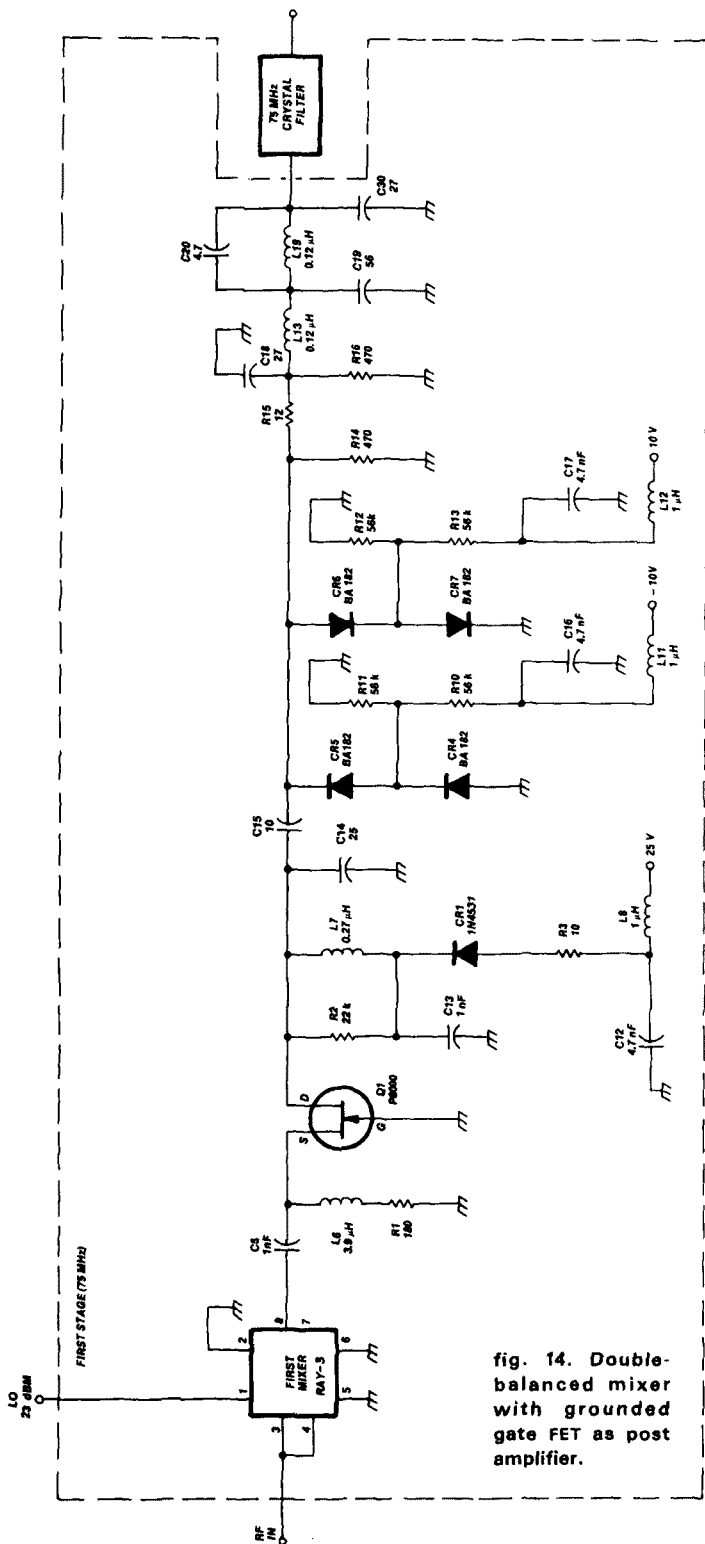 FIRST STAGE (75 MHz)
LO
23 dBM
RF
IN
1
2
3
4
5
6
7
8
FIRST
MIXER
RAY-3
C5
1nF
L6
3.9 µH
R1
180
S
D
G
Q1
P8000
R2
22 k
L7
0.27 µH
C13
1 nF
CR1
1N4531
R3
10
C12
4.7 nF
L8
1 µH
25 V
C14
25
C15
10
CR5
BA182
CR4
BA 182
R11
56 k
R10
56 k
C16
4.7 nF
L11
1 µH
- 10V
CR6
BA 182
CR7
BA 182
R12
56k
R13
56 k
C17
4.7 nF
L12
1 µH
10 V
R14
470
R15
12
R16
470
C18
27
L13
0.12 µH
C19
56
L19
0.12 µH
C20
4.7
C30
27
75 MHz
CRYSTAL
FILTER
fig. 14. Double-
balanced mixer
with grounded
gate FET as post
amplifier.